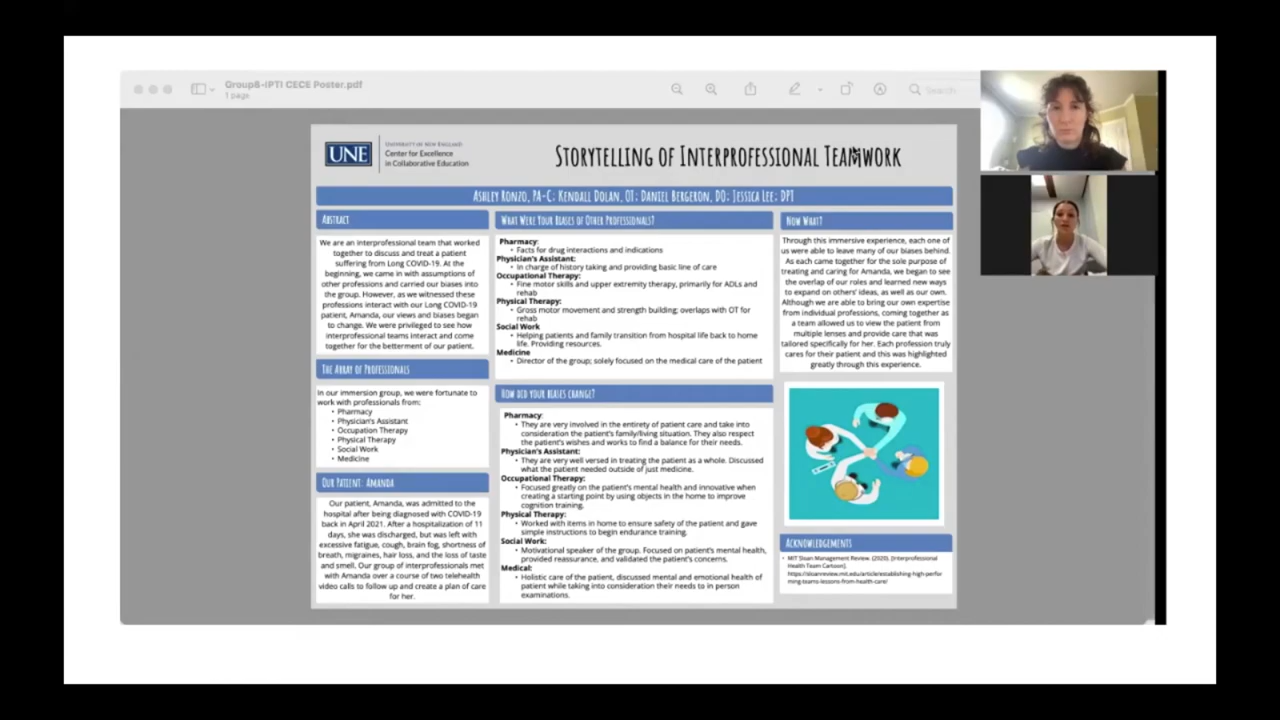 Group8-IPTI CECE Poster.pdf
1 page
Search
UNE
UNIVERSITY OF NEW ENGLAND
Center for Excellence
in Collaborative Education
STORYTELLING OF INTERPROFESSIONAL TEAMWORK
ASHLEY RONZO, PA-C; KENDALL DOLAN, OT; DANIEL BERGERON, DO; JESSICA LEE; DPT
ABSTRACT
We are an interprofessional team that worked
together to discuss and treat a patient
suffering from Long COVID-19. At the
beginning, we came in with assumptions of
other professions and carried our biases into
the group. However, as we witnessed these
professions interact with our Long COVID-19
patient, Amanda, our views and biases began
to change. We were privileged to see how
interprofessional teams interact and come
together for the betterment of our patient.
THE ARRAY OF PROFESSIONALS
In our immersion group, we were fortunate to
work with professionals from:
• Pharmacy
• Physician's Assistant
• Occupation Therapy
• Physical Therapy
• Social Work
• Medicine
OUR PATIENT: AMANDA
Our patient, Amanda, was admitted to the
hospital after being diagnosed with COVID-19
back in April 2021. After a hospitalization of 11
days, she was discharged, but was left with
excessive fatigue, cough, brain fog, shortness of
breath, migraines, hair loss, and the loss of taste
and smell. Our group of interprofessionals met
with Amanda over a course of two telehealth
video calls to follow up and create a plan of care
for her.
WHAT WERE YOUR BIASES OF OTHER PROFESSIONALS?
Pharmacy:
• Facts for drug interactions and indications
Physician's Assistant:
• In charge of history taking and providing basic line of care
Occupational Therapy:
• Fine motor skills and upper extremity therapy, primarily for ADLs and
rehab
Physical Therapy:
• Gross motor movement and strength building; overlaps with OT for
rehab
Social Work
• Helping patients and family transition from hospital life back to home
life. Providing resources.
Medicine
• Director of the group; solely focused on the medical care of the patient
HOW DID YOUR BIASES CHANGE?
Pharmacy:
• They are very involved in the entirety of patient care and take into
consideration the patient's family/living situation. They also respect
the patient's wishes and works to find a balance for their needs.
Physician's Assistant:
• They are very well versed in treating the patient as a whole. Discussed
what the patient needed outside of just medicine.
Occupational Therapy:
• Focused greatly on the patient's mental health and innovative when
creating a starting point by using objects in the home to improve
cognition training.
Physical Therapy:
• Worked with items in home to ensure safety of the patient and gave
simple instructions to begin endurance training.
Social Work:
• Motivational speaker of the group. Focused on patient's mental health,
provided reassurance, and validated the patient's concerns.
Medical:
• Holistic care of the patient, discussed mental and emotional health of
patient while taking into consideration their needs to in person
examinations.
NOW WHAT?
Through this immersive experience, each one of
us were able to leave many of our biases behind.
As each came together for the sole purpose of
treating and caring for Amanda, we began to see
the overlap of our roles and learned new ways
to expand on others' ideas, as well as our own.
Although we are able to bring our own expertise
from individual professions, coming together as
a team allowed us to view the patient from
multiple lenses and provide care that was
tailored specifically for her. Each profession truly
cares for their patient and this was highlighted
greatly through this experience.
ACKNOWLEDGEMENTS
• MIT Sloan Management Review. (2020). [Interprofessional
Health Team Cartoon].
https://sloanreview.mit.edu/article/establishing-high-perfor
ming-teams-lessons-from-health-care/